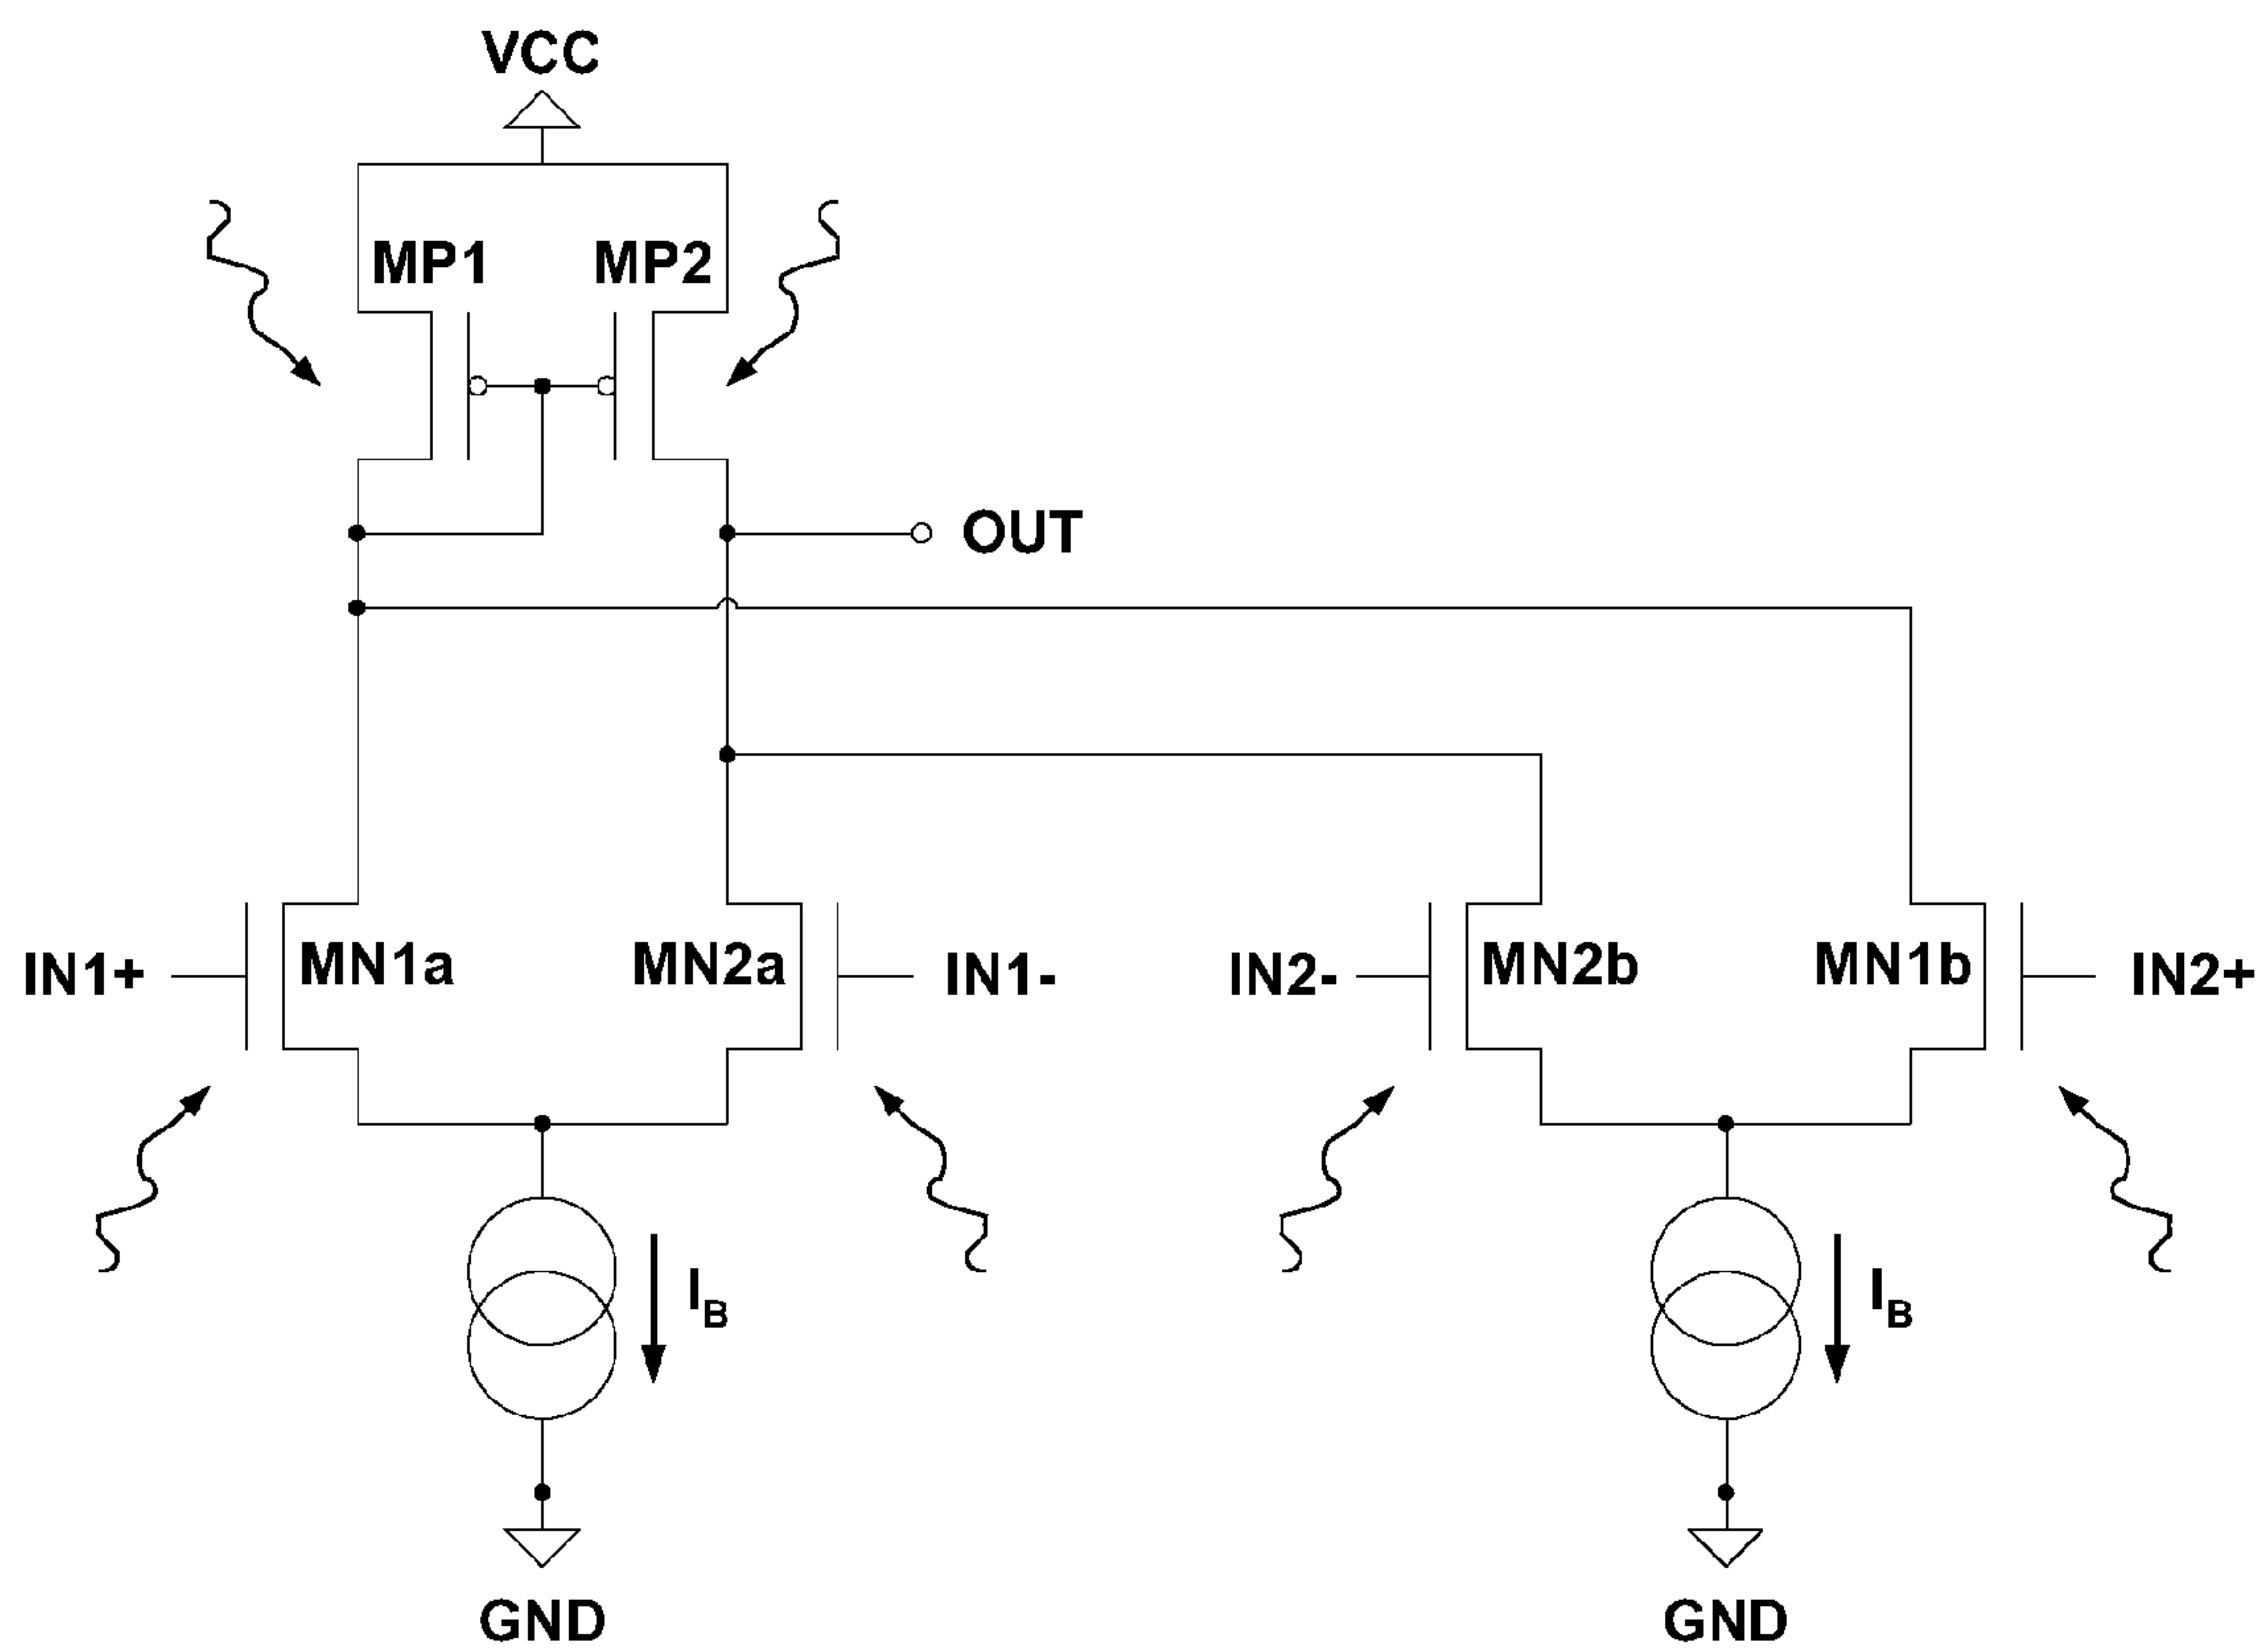 VCC
MP1 MP2
OUT
IN1+ MN1a MN2a IN1- IN2- MN2b MN1b IN2+
IB IB
GND GND